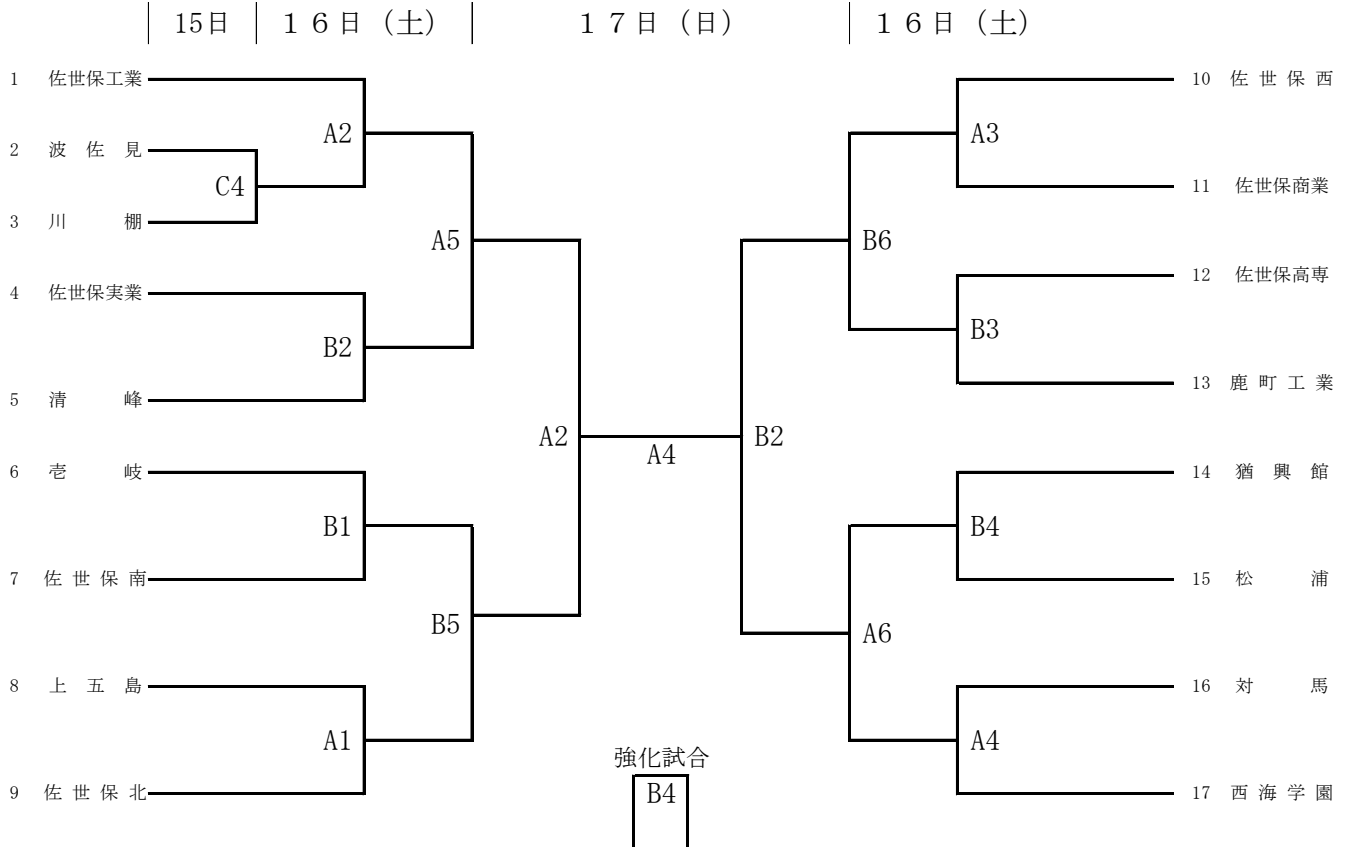 15日 １６日（土） １７日（日） １６日（土）
1 佐世保工業
2 波佐見
3 川棚
4 佐世保実業
5 清峰
6 壱岐
7 佐世保南
8 上五島
9 佐世保北
C4
A2
B2
B1
A1
A5
B5
A2
A4
B2
B6
A6
A3
B3
B4
A4
10 佐世保西
11 佐世保商業
12 佐世保高専
13 鹿町工業
14 猶興館
15 松浦
16 対馬
17 西海学園
強化試合
B4